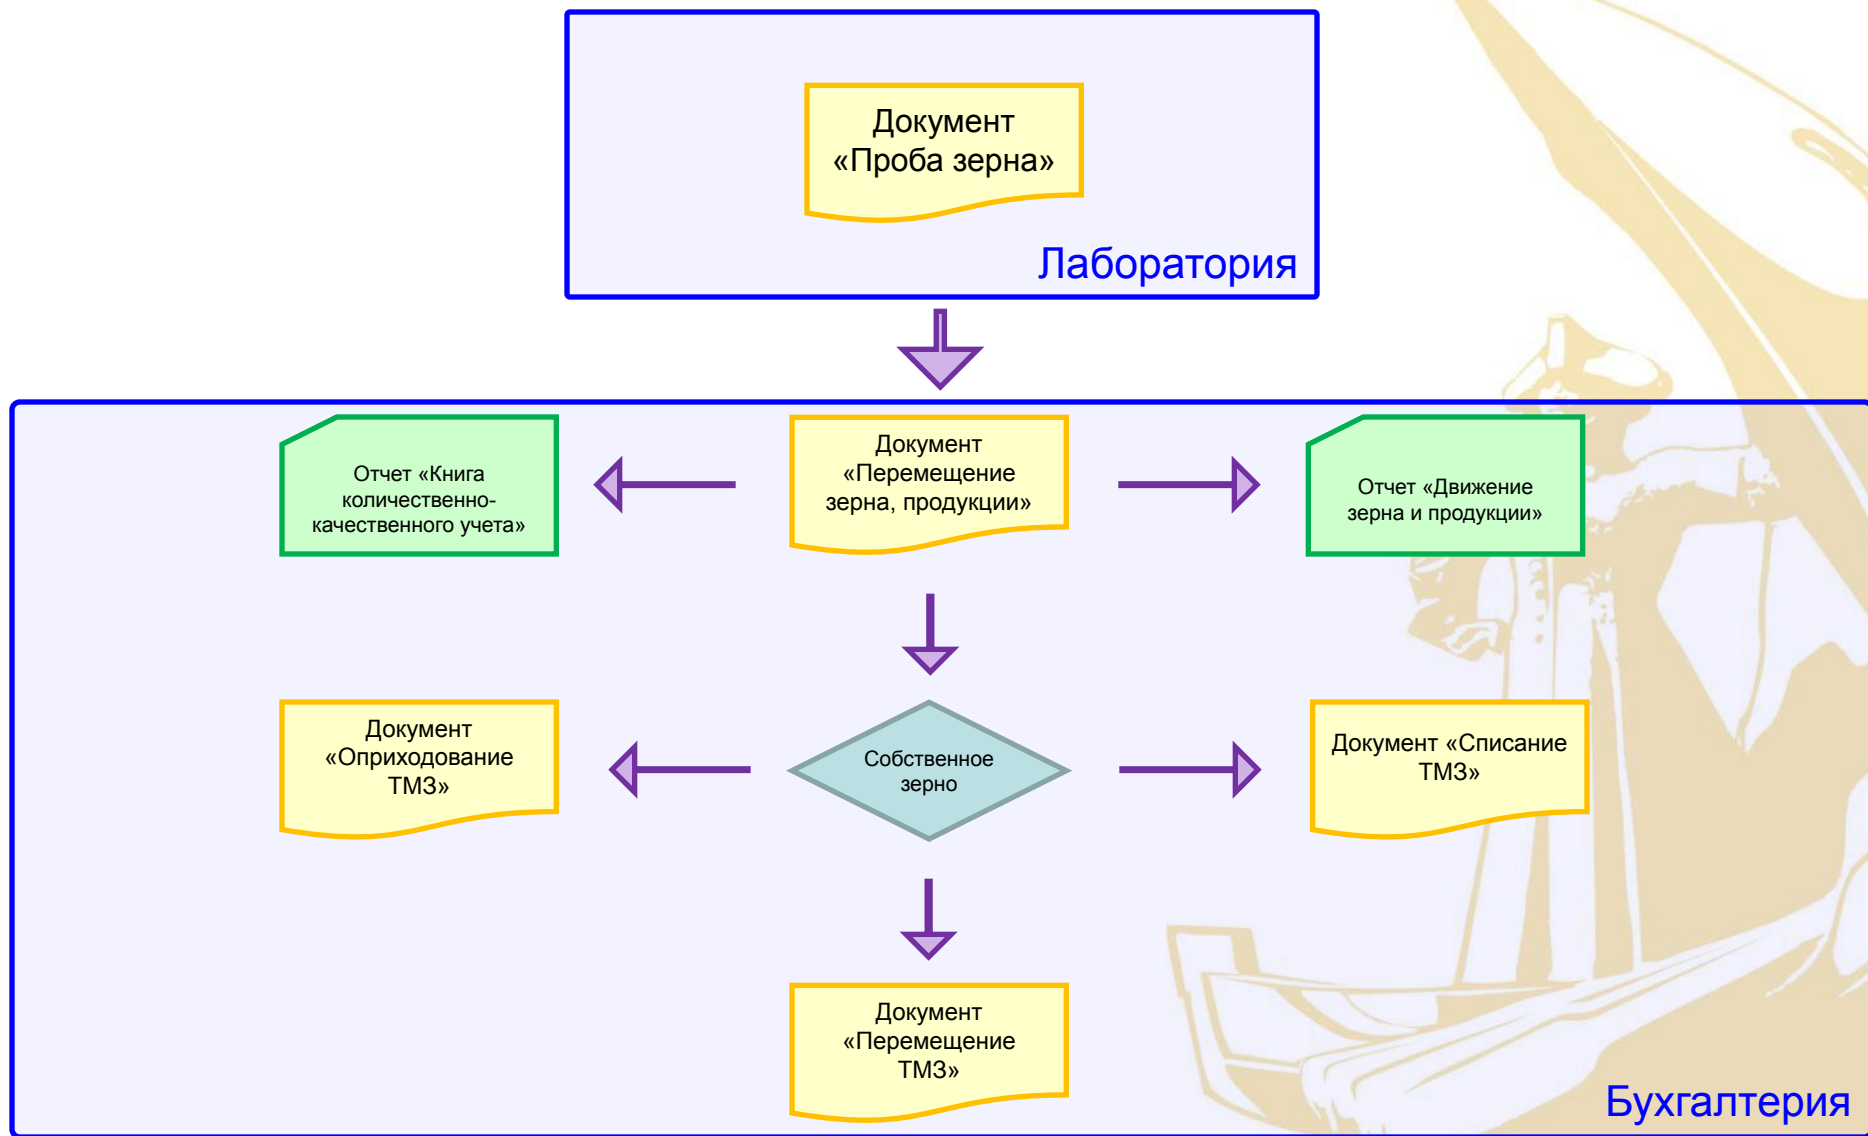 Документ
«Проба зерна»
Лаборатория
Отчет «Книга
количественно-
качественного учета»
Документ
«Перемещение
зерна, продукции»
Отчет «Движение
зерна и продукции»
Документ
«Оприходование
ТМЗ»
Собственное
зерно
Документ «Списание
ТМЗ»
Документ
«Перемещение
ТМЗ»
Бухгалтерия